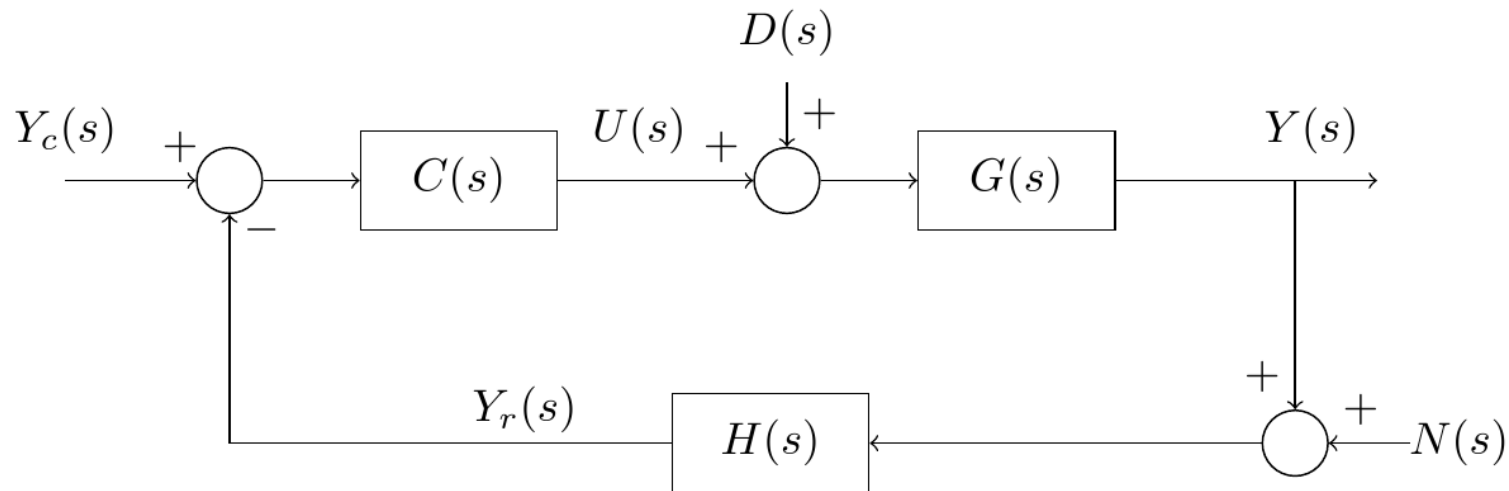 D(s)
+
Y_c(s)
+
C(s)
U(s)
+
G(s)
Y(s)
−
+
+
Y_r(s)
H(s)
N(s)